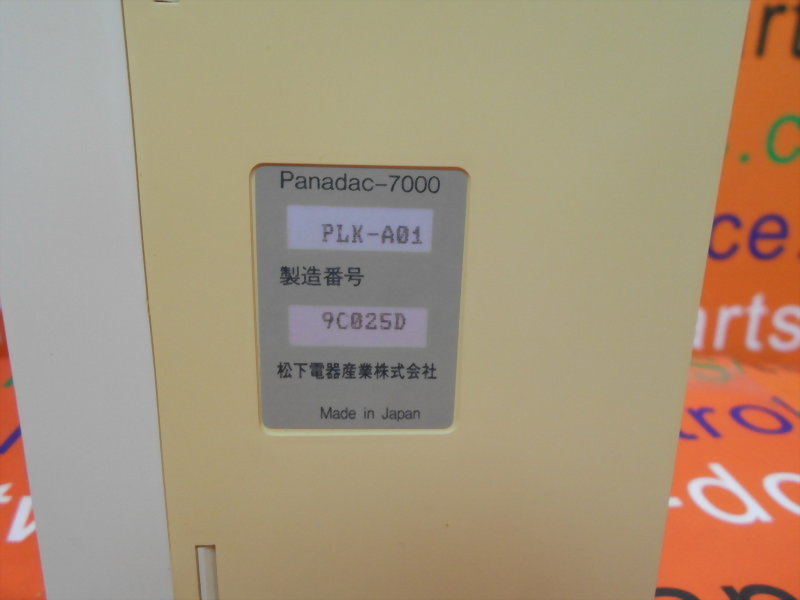 Panadac-7000
PLK-A01
製造番号
9C025D
松下電器産業株式会社
Made in Japan
arts